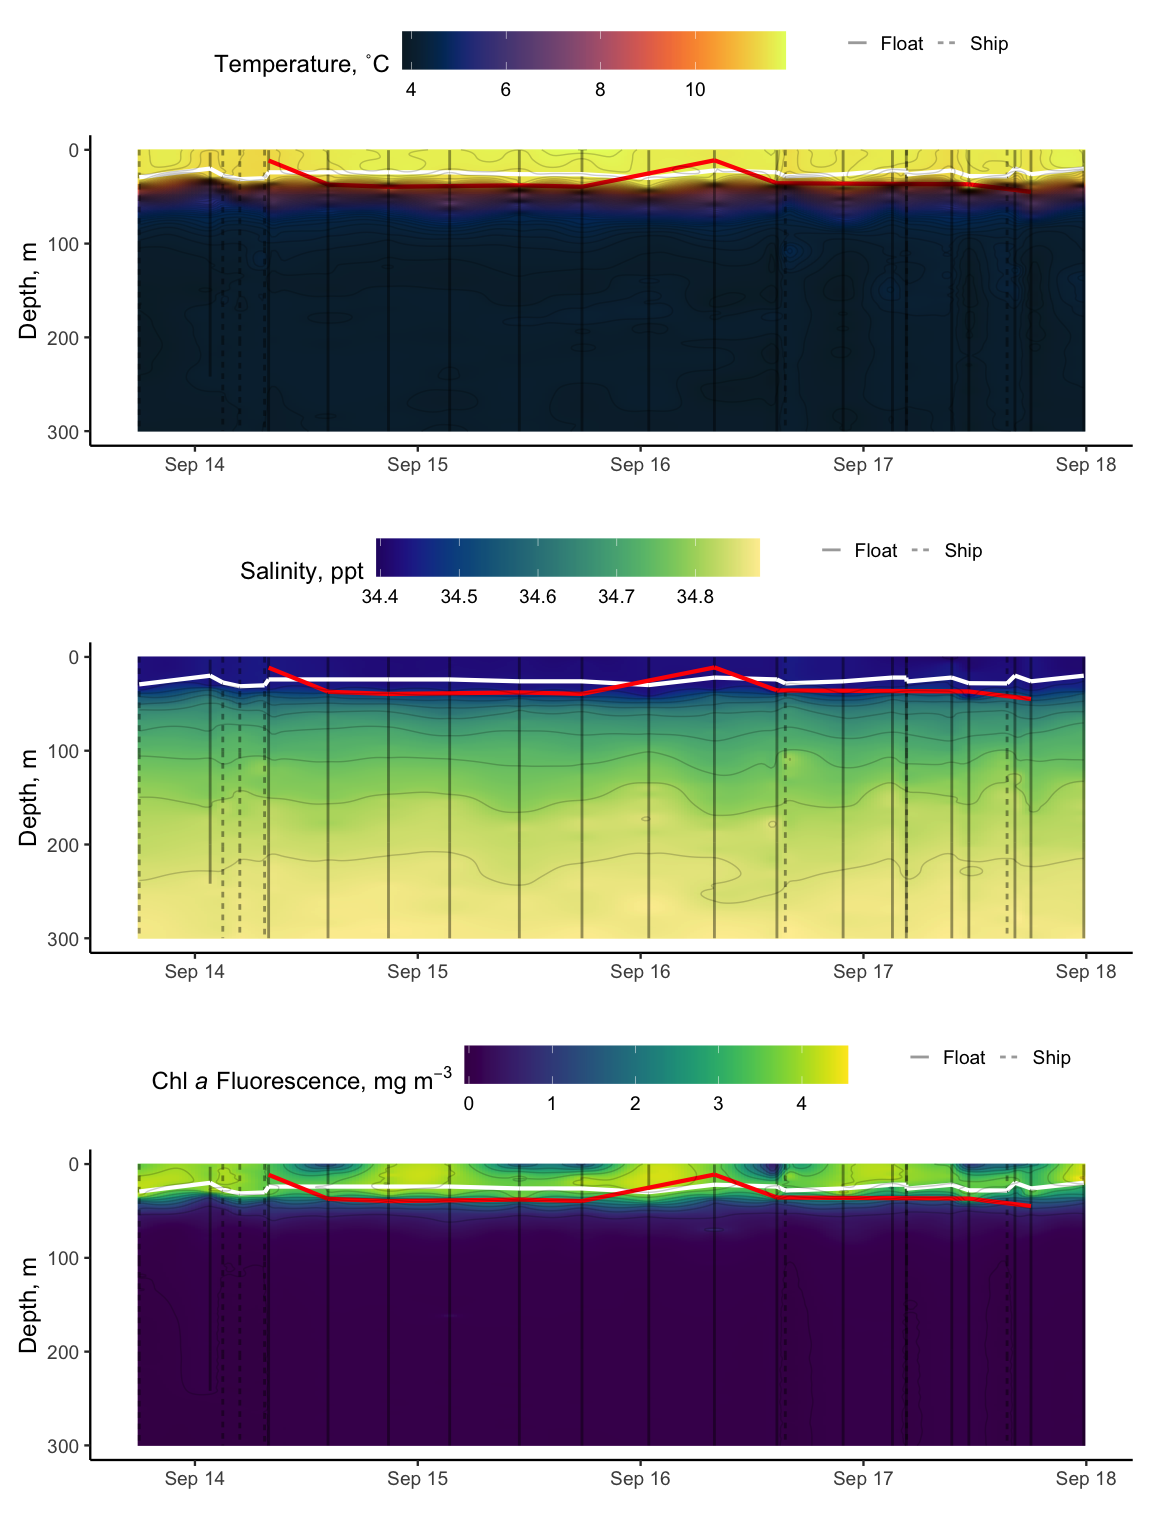 Temperature, °C
4 6 8 10
Float Ship
Depth, m
0
100
200
300
Sep 14 Sep 15 Sep 16 Sep 17 Sep 18
Salinity, ppt
34.4 34.5 34.6 34.7 34.8
Float Ship
Depth, m
0
100
200
300
Sep 14 Sep 15 Sep 16 Sep 17 Sep 18
Chl a Fluorescence, mg m⁻³
0 1 2 3 4
Float Ship
Depth, m
0
100
200
300
Sep 14 Sep 15 Sep 16 Sep 17 Sep 18